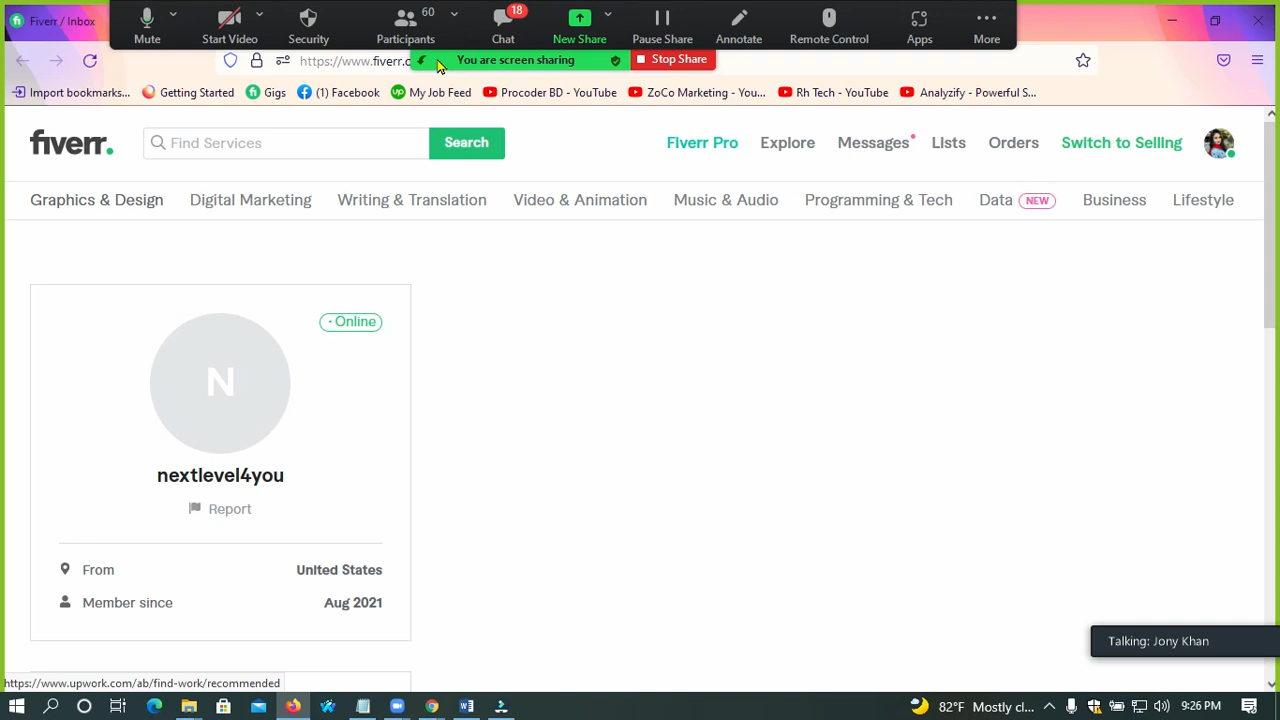 Fiverr / Inbox
60
18
Mute
Start Video
Security
Participants
Chat
New Share
Pause Share
Annotate
Remote Control
Apps
More
https://www.fiverr.c
You are screen sharing
Stop Share
Import bookmarks...
Getting Started
Gigs
(1) Facebook
up My Job Feed
Procoder BD - YouTube
ZoCo Marketing - You...
Rh Tech - YouTube
Analyzify - Powerful S...
fiverr.
Find Services
Search
Fiverr Pro
Explore
Messages
Lists
Orders
Switch to Selling
Graphics & Design
Digital Marketing
Writing & Translation
Video & Animation
Music & Audio
Programming & Tech
Data NEW
Business
Lifestyle
Online
N
nextlevel4you
Report
From United States
Member since Aug 2021
Talking: Jony Khan
https://www.upwork.com/ab/find-work/recommended
82°F Mostly cl...
9:26 PM